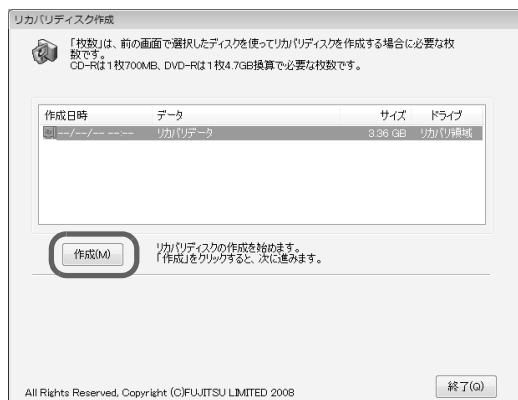 リカバリディスク作成
「枚数」は、前の画面で選択したディスクを使ってリカバリディスクを作成する場合に必要な枚
数です。
CD-Rは1枚700MB、DVD-Rは1枚4.7GB換算で必要な枚数です。
作成日時 データ サイズ ドライブ
--/--/-- --:-- リカバリデータ 3.36 GB リカバリ領域
作成(M)
リカバリディスクの作成を始めます。
「作成」をクリックすると、次に進みます。
All Rights Reserved, Copyright (C)FUJITSU LIMITED 2008
終了(Q)